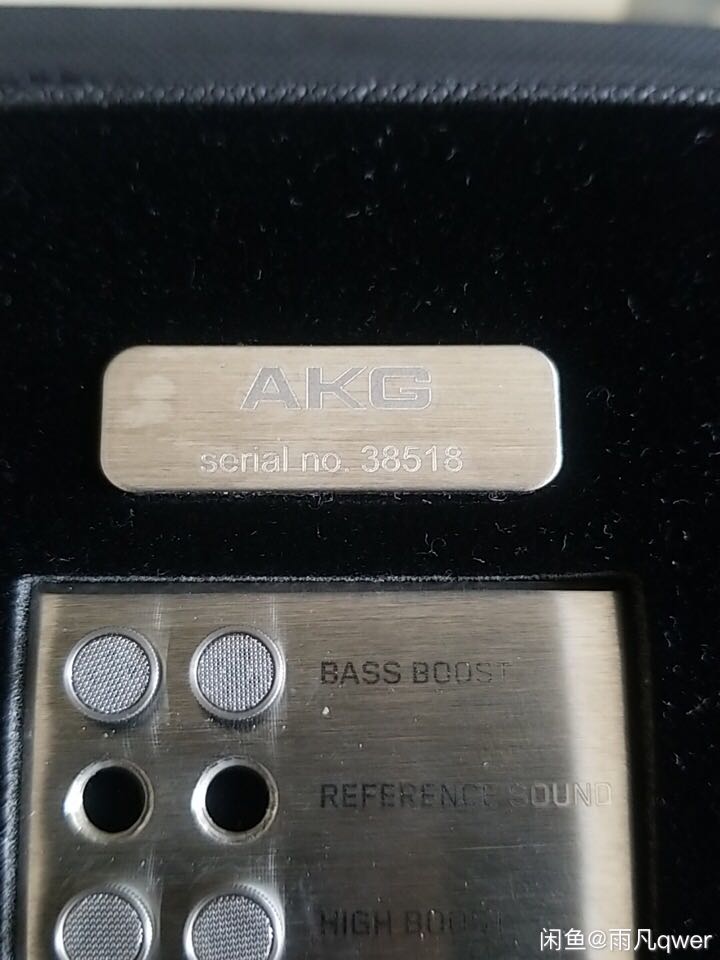 AKG
serial no. 38518
BASS BOOST
REFERENCE SOUND
HIGH BOOST
闲鱼@雨凡qwer